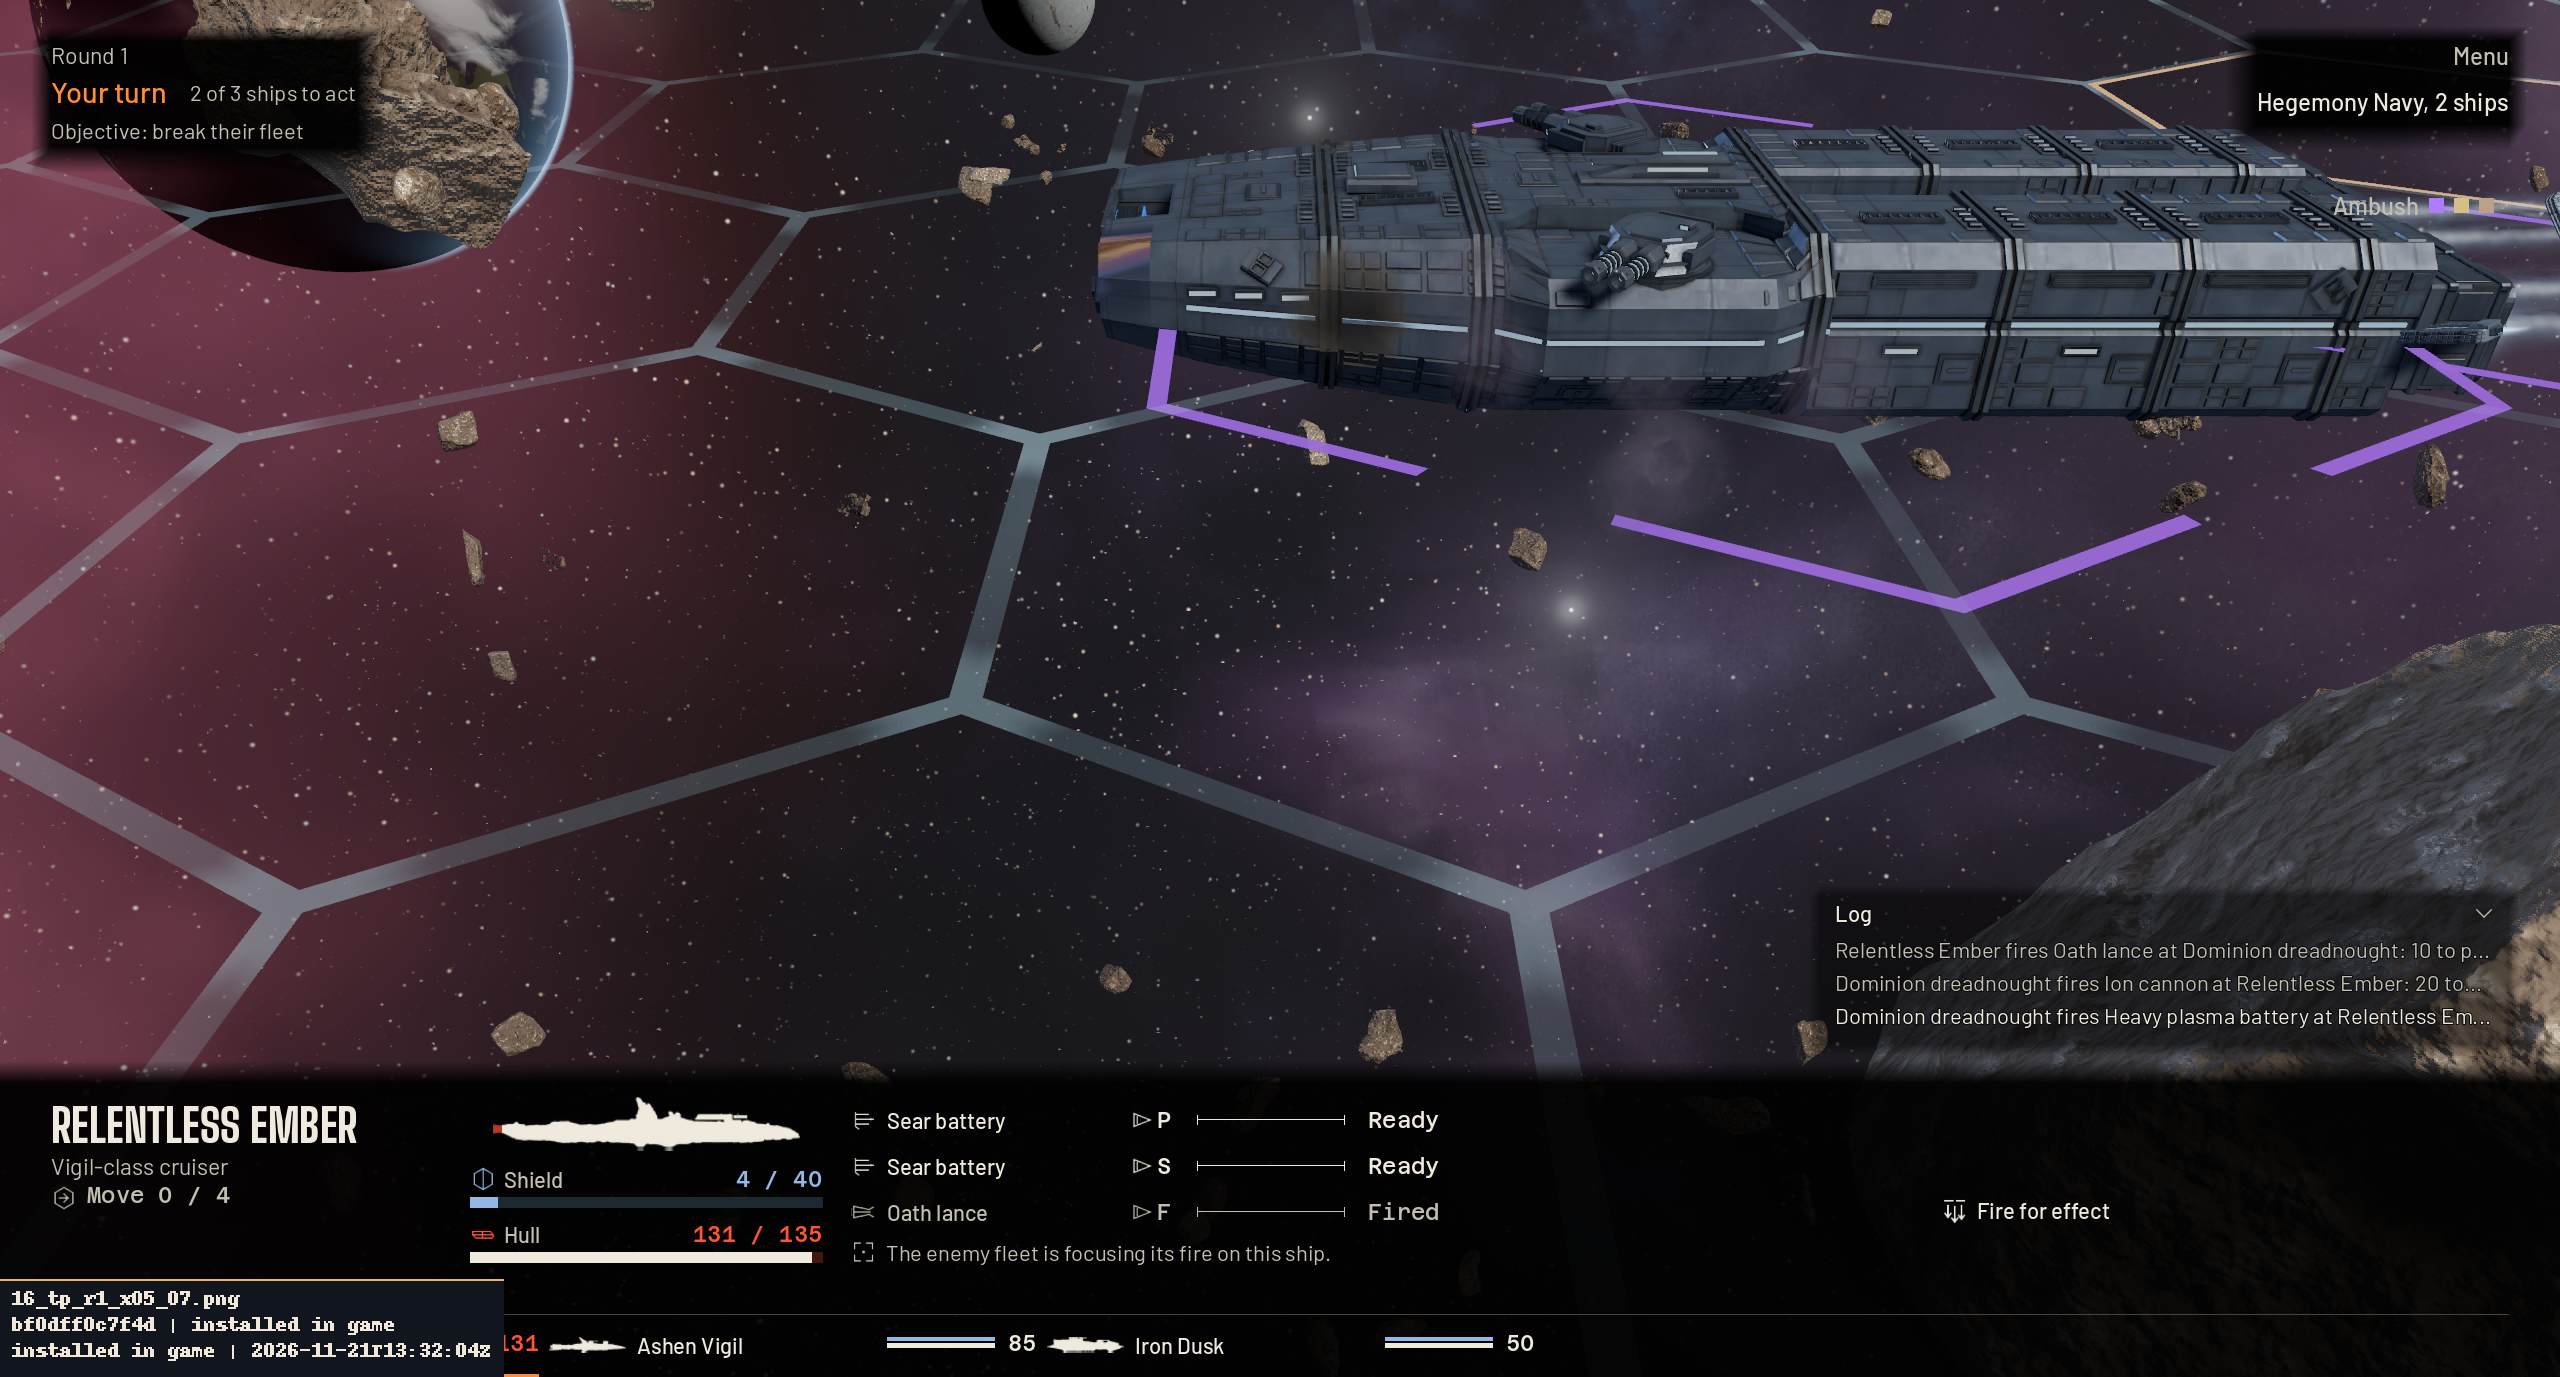 Round 1
Your turn 2 of 3 ships to act
Objective: break their fleet
Menu
Hegemony Navy, 2 ships
Ambush
Log
Relentless Ember fires Oath lance at Dominion dreadnought: 10 to p...
Dominion dreadnought fires Ion cannon at Relentless Ember: 20 to...
Dominion dreadnought fires Heavy plasma battery at Relentless Em...
RELENTLESS EMBER
Vigil-class cruiser
Move 0 / 4
Shield 4 / 40
Hull 131 / 135
Sear battery P Ready
Sear battery S Ready
Oath lance F Fired
The enemy fleet is focusing its fire on this ship.
Fire for effect
16_tp_r1_x05_07.png
bf0dff0c7f4d | installed in game
installed in game | 2026-11-21T13:32:04Z
131 Ashen Vigil 85 Iron Dusk 50